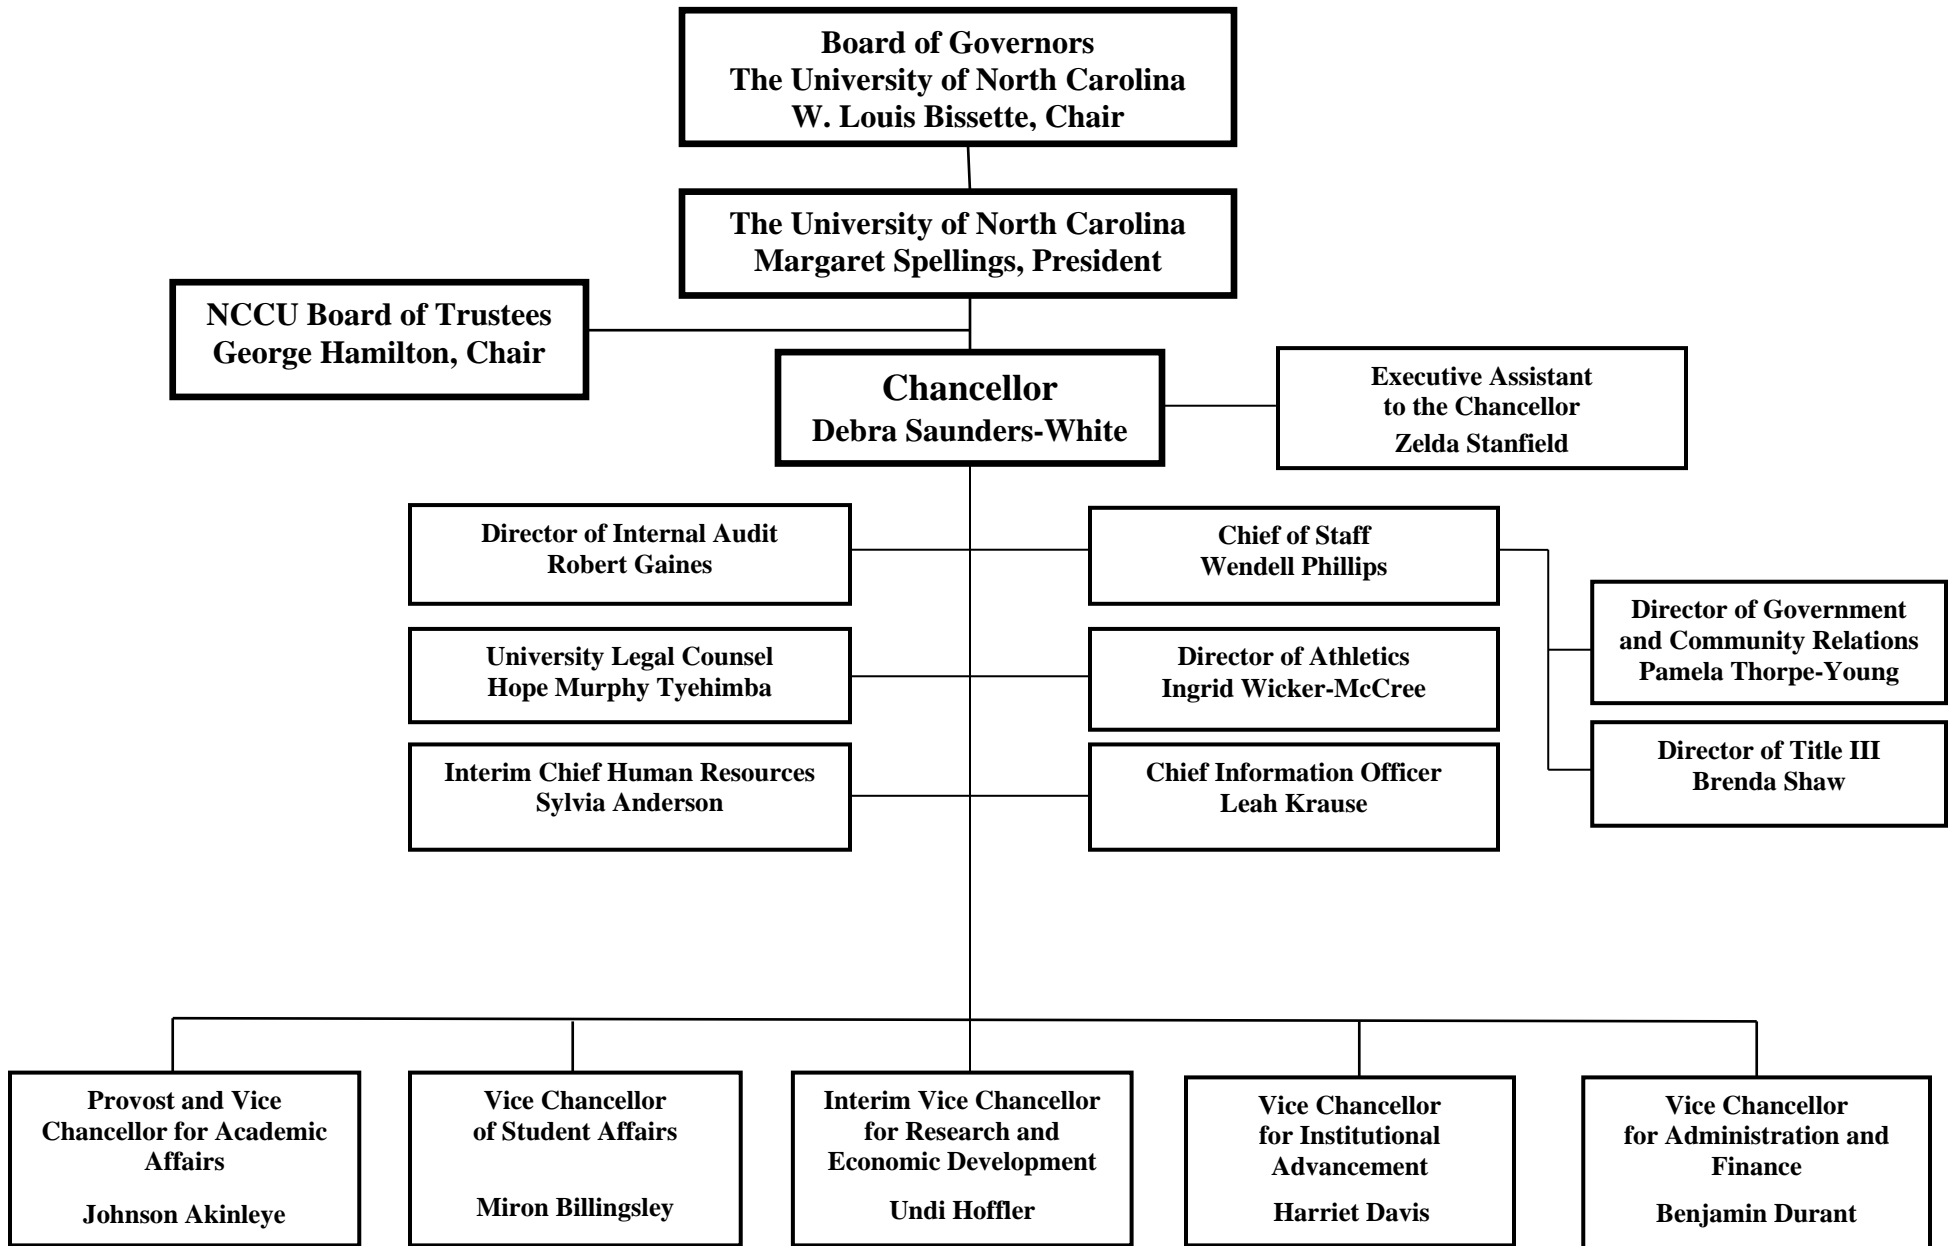 Board of Governors
The University of North Carolina
W. Louis Bissette, Chair
The University of North Carolina
Margaret Spellings, President
NCCU Board of Trustees
George Hamilton, Chair
Chancellor
Debra Saunders-White
Executive Assistant
to the Chancellor
Zelda Stanfield
Director of Internal Audit
Robert Gaines
Chief of Staff
Wendell Phillips
Director of Government
and Community Relations
Pamela Thorpe-Young
University Legal Counsel
Hope Murphy Tyehimba
Director of Athletics
Ingrid Wicker-McCree
Director of Title III
Brenda Shaw
Interim Chief Human Resources
Sylvia Anderson
Chief Information Officer
Leah Krause
Provost and Vice
Chancellor for Academic
Affairs
Johnson Akinleye
Vice Chancellor
of Student Affairs
Miron Billingsley
Interim Vice Chancellor
for Research and
Economic Development
Undi Hoffler
Vice Chancellor
for Institutional
Advancement
Harriet Davis
Vice Chancellor
for Administration and
Finance
Benjamin Durant